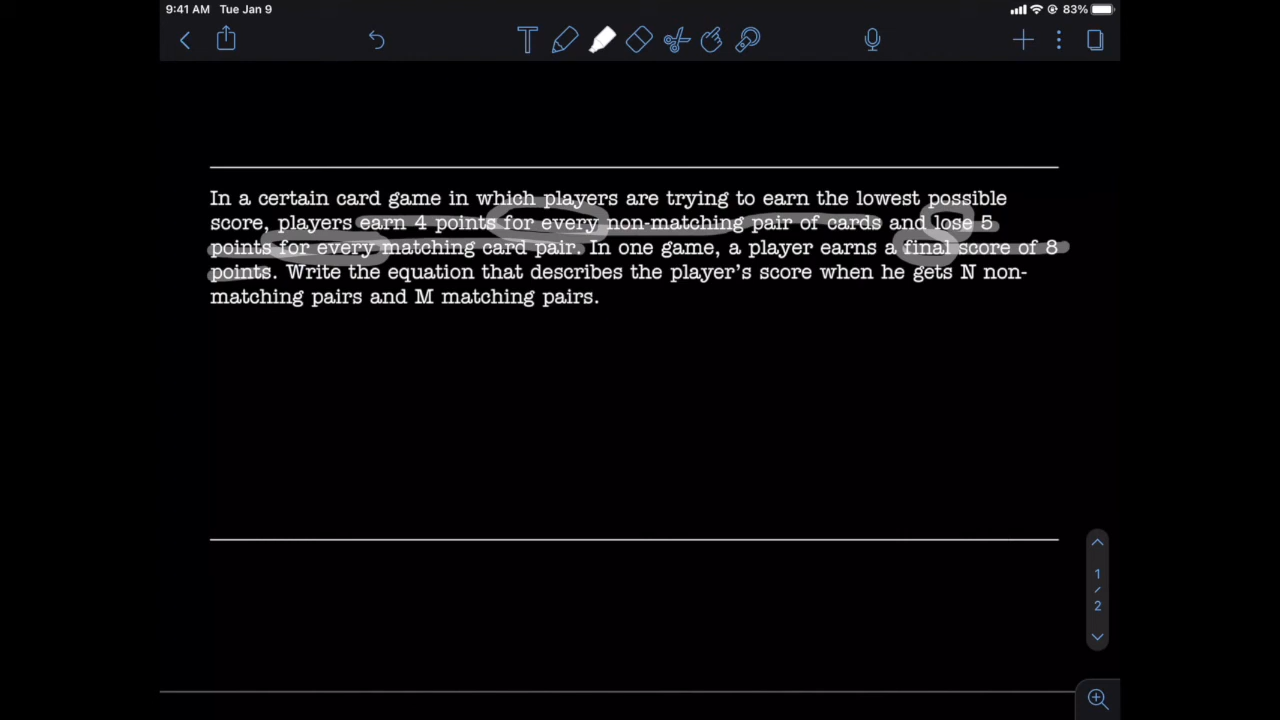 9:41 AM Tue Jan 9
83%
In a certain card game in which players are trying to earn the lowest possible
score, players earn 4 points for every non-matching pair of cards and lose 5
points for every matching card pair. In one game, a player earns a final score of 8
points. Write the equation that describes the player's score when he gets N non-
matching pairs and M matching pairs.
1
/
2